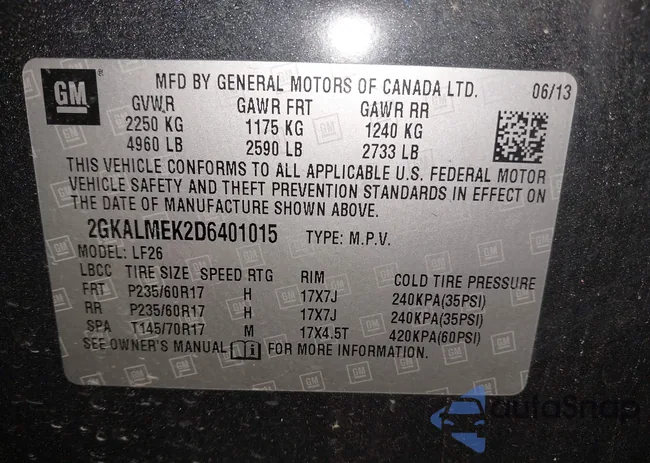 GM
MFD BY GENERAL MOTORS OF CANADA LTD. 06/13
GVWR GAWR FRT GAWR RR
2250 KG 1175 KG 1240 KG
4960 LB 2590 LB 2733 LB
THIS VEHICLE CONFORMS TO ALL APPLICABLE U.S. FEDERAL MOTOR
VEHICLE SAFETY AND THEFT PREVENTION STANDARDS IN EFFECT ON
THE DATE OF MANUFACTURE SHOWN ABOVE.
2GKALMEK2D6401015 TYPE: M.P.V.
MODEL: LF26
LBCC TIRE SIZE SPEED RTG RIM COLD TIRE PRESSURE
FRT P235/60R17 H 17X7J 240KPA(35PSI)
RR P235/60R17 H 17X7J 240KPA(35PSI)
SPA T145/70R17 M 17X4.5T 420KPA(60PSI)
SEE OWNER'S MANUAL FOR MORE INFORMATION.
autoSnap